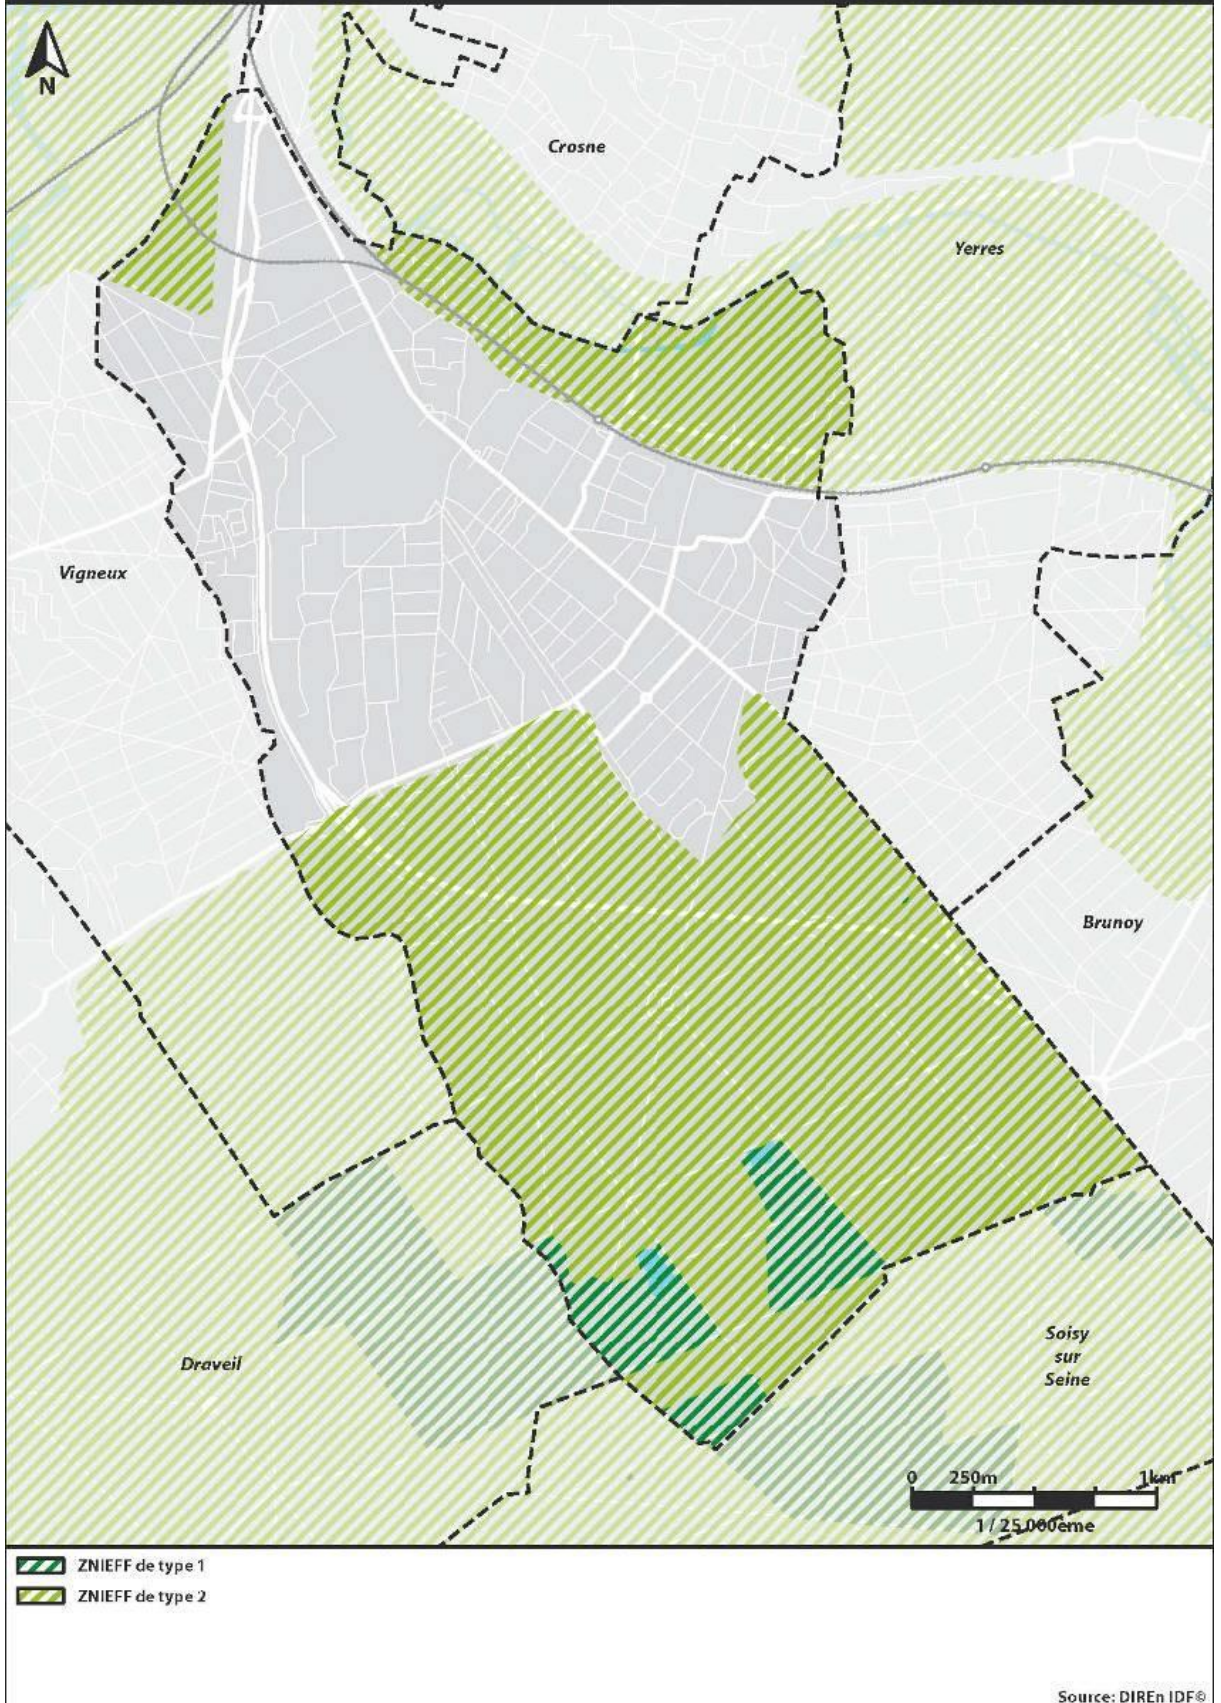 N
Crosne
Yerres
Vigneux
Brunoy
Draveil
Soisy
sur
Seine
0 250m 1km
1 / 25 000ème
ZNIEFF de type 1
ZNIEFF de type 2
Source: DIREn IDF©